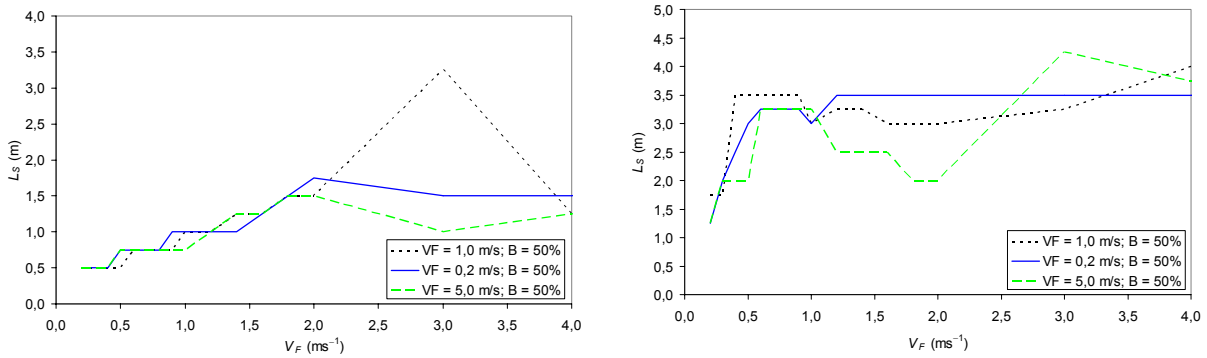 4,0
3,5
3,0
2,5
2,0
1,5
1,0
0,5
0,0
L_S (m)
0,0 0,5 1,0 1,5 2,0 2,5 3,0 3,5 4,0
V_F (ms⁻¹)
VF = 1,0 m/s; B = 50%
VF = 0,2 m/s; B = 50%
VF = 5,0 m/s; B = 50%
5,0
4,5
4,0
3,5
3,0
2,5
2,0
1,5
1,0
0,5
0,0
L_S (m)
0,0 0,5 1,0 1,5 2,0 2,5 3,0 3,5 4,0
V_F (ms⁻¹)
VF = 1,0 m/s; B = 50%
VF = 0,2 m/s; B = 50%
VF = 5,0 m/s; B = 50%